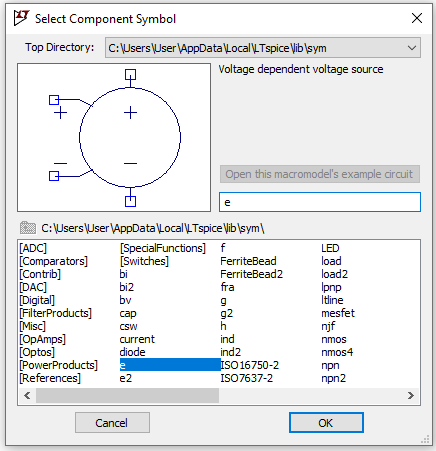 Select Component Symbol
Top Directory: C:\Users\User\AppData\Local\LTspice\lib\sym
Voltage dependent voltage source
Open this macromodel's example circuit
e
C:\Users\User\AppData\Local\LTspice\lib\sym\
[ADC] [SpecialFunctions] f LED
[Comparators] [Switches] FerriteBead load
[Contrib] bi FerriteBead2 load2
[DAC] bi2 fra lpnp
[Digital] bv g ltline
[FilterProducts] cap g2 mesfet
[Misc] csw h njf
[OpAmps] current ind nmos
[Optos] diode ind2 nmos4
[PowerProducts] e ISO16750-2 npn
[References] e2 ISO7637-2 npn2
Cancel OK